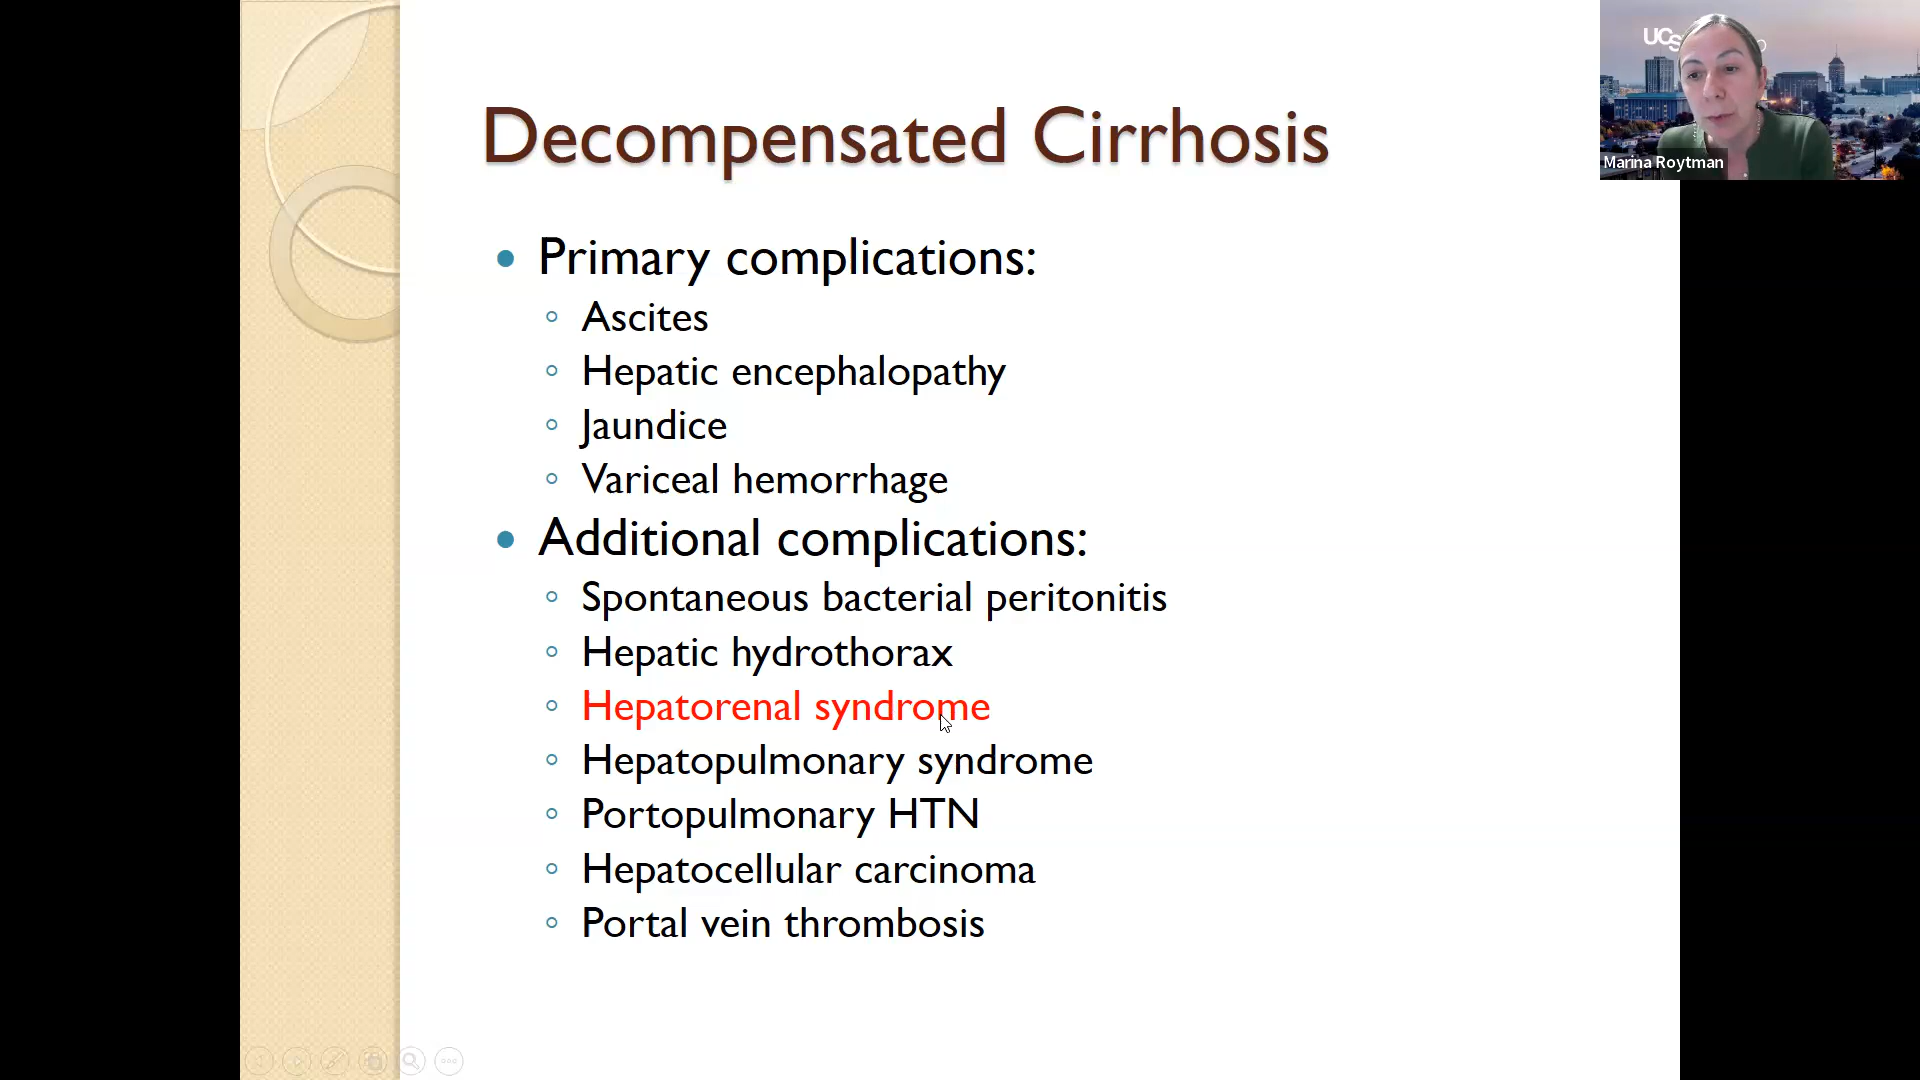 Decompensated Cirrhosis
Primary complications:
Ascites
Hepatic encephalopathy
Jaundice
Variceal hemorrhage
Additional complications:
Spontaneous bacterial peritonitis
Hepatic hydrothorax
Hepatorenal syndrome
Hepatopulmonary syndrome
Portopulmonary HTN
Hepatocellular carcinoma
Portal vein thrombosis
Marina Roytman